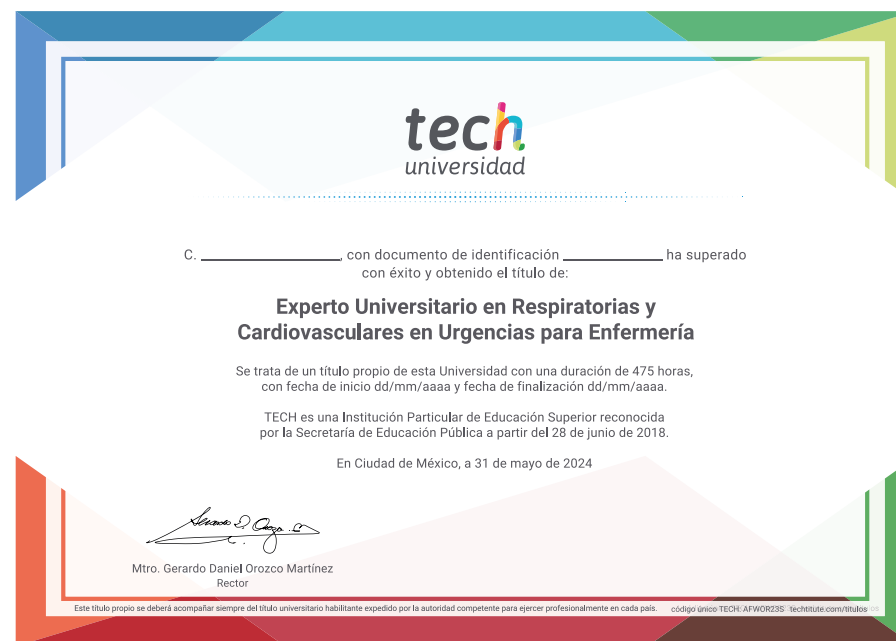 tech
universidad
C. ____________________, con documento de identificación ______________ ha superado
con éxito y obtenido el título de:
Experto Universitario en Respiratorias y
Cardiovasculares en Urgencias para Enfermería
Se trata de un título propio de esta Universidad con una duración de 475 horas,
con fecha de inicio dd/mm/aaaa y fecha de finalización dd/mm/aaaa.
TECH es una Institución Particular de Educación Superior reconocida
por la Secretaría de Educación Pública a partir del 28 de junio de 2018.
En Ciudad de México, a 31 de mayo de 2024
Mtro. Gerardo Daniel Orozco Martínez
Rector
Este título propio se deberá acompañar siempre del título universitario habilitante expedido por la autoridad competente para ejercer profesionalmente en cada país. código único TECH: AFWOR23S techtitute.com/titulos